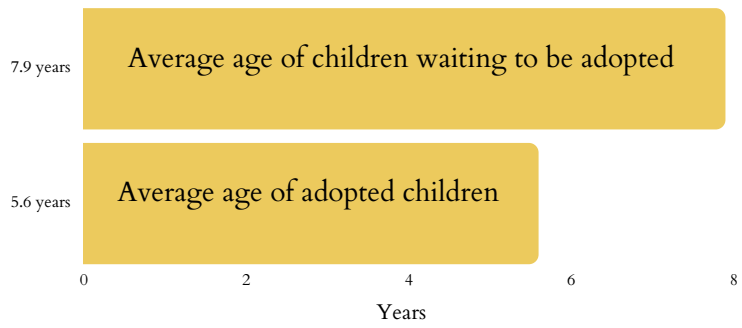 7.9 years
Average age of children waiting to be adopted
5.6 years
Average age of adopted children
0 2 4 6 8
Years